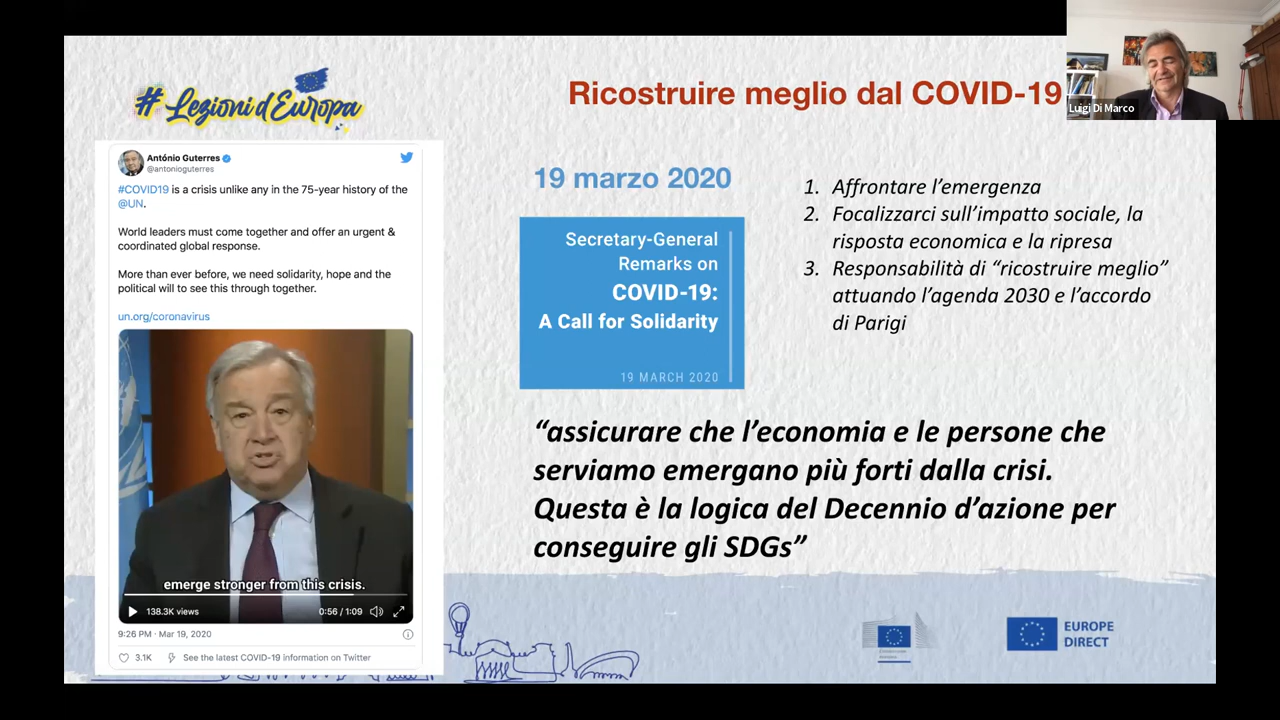 #Lezioni d'Europa
Ricostruire meglio dal COVID-19
Luigi Di Marco
António Guterres
@antonioguterres
#COVID19 is a crisis unlike any in the 75-year history of the
@UN.
World leaders must come together and offer an urgent &
coordinated global response.
More than ever before, we need solidarity, hope and the
political will to see this through together.
un.org/coronavirus
emerge stronger from this crisis.
138.3K views
0:56 / 1:09
9:26 PM · Mar 19, 2020
3.1K
See the latest COVID-19 information on Twitter
19 marzo 2020
Secretary-General
Remarks on
COVID-19:
A Call for Solidarity
19 MARCH 2020
1. Affrontare l’emergenza
2. Focalizzarci sull’impatto sociale, la
risposta economica e la ripresa
3. Responsabilità di “ricostruire meglio”
attuando l’agenda 2030 e l’accordo
di Parigi
“assicurare che l’economia e le persone che
serviamo emergano più forti dalla crisi.
Questa è la logica del Decennio d’azione per
conseguire gli SDGs”
EUROPE
DIRECT